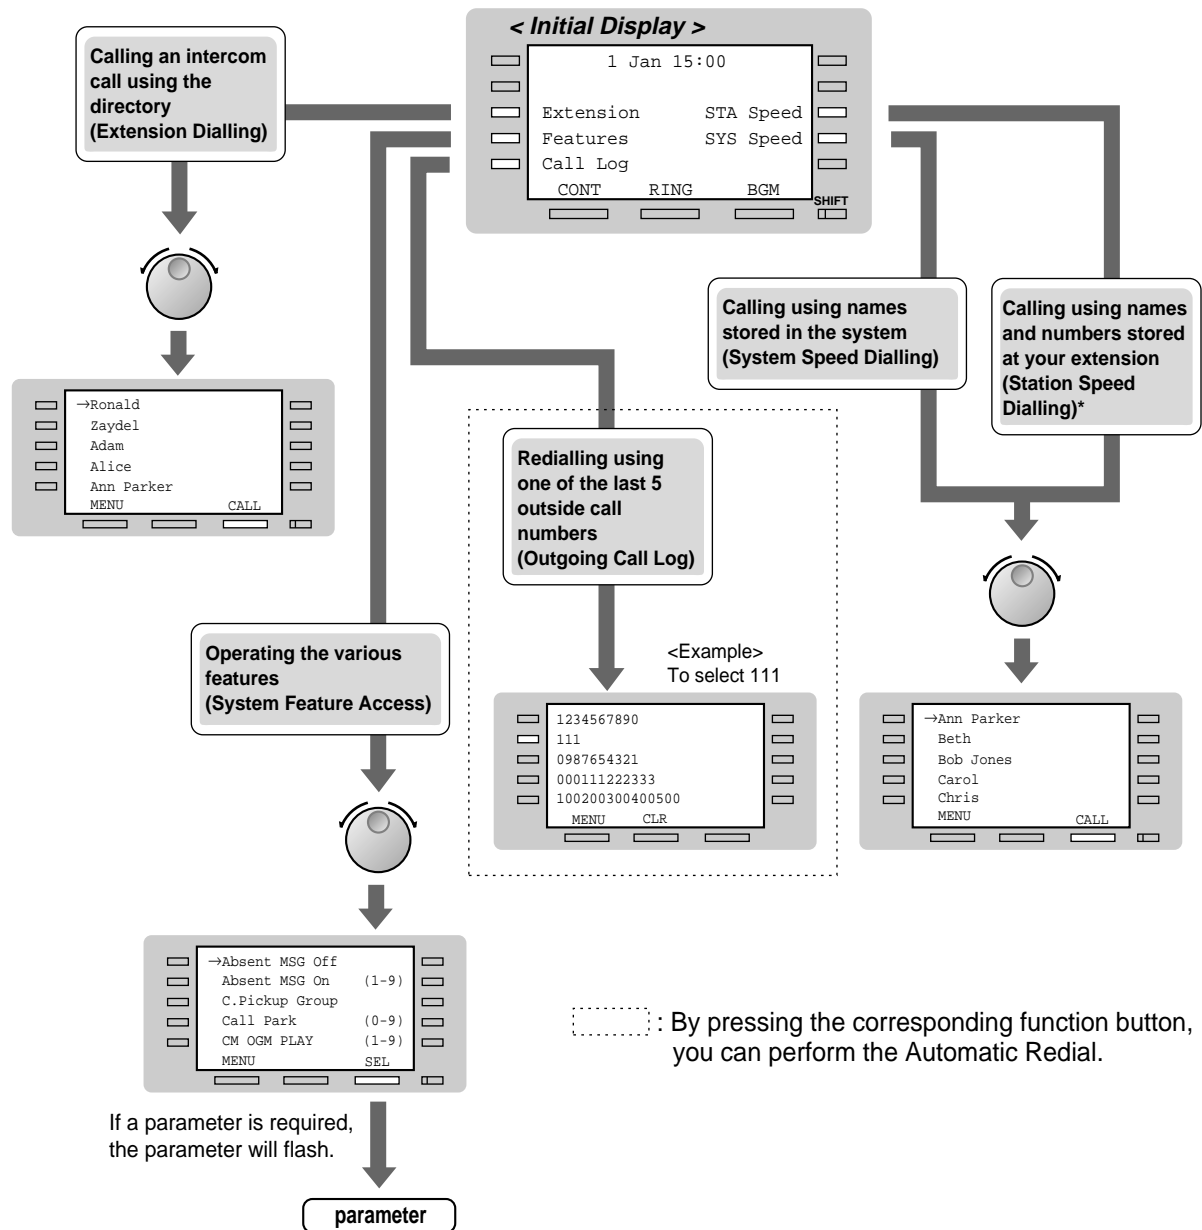 < Initial Display >
1 Jan 15:00
Extension STA Speed
Features SYS Speed
Call Log
CONT RING BGM
SHIFT
Calling an intercom
call using the
directory
(Extension Dialling)
→Ronald
Zaydel
Adam
Alice
Ann Parker
MENU CALL
Operating the various
features
(System Feature Access)
→Absent MSG Off
Absent MSG On (1-9)
C.Pickup Group
Call Park (0-9)
CM OGM PLAY (1-9)
MENU SEL
If a parameter is required,
the parameter will flash.
parameter
Redialling using
one of the last 5
outside call
numbers
(Outgoing Call Log)
<Example>
To select 111
1234567890
111
0987654321
000111222333
100200300400500
MENU CLR
Calling using names
stored in the system
(System Speed Dialling)
Calling using names
and numbers stored
at your extension
(Station Speed
Dialling)*
→Ann Parker
Beth
Bob Jones
Carol
Chris
MENU CALL
: By pressing the corresponding function button,
you can perform the Automatic Redial.